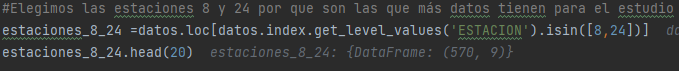 #Elegimos las estaciones 8 y 24 por que son las que más datos tienen para el estudio
estaciones_8_24 =datos.loc[datos.index.get_level_values('ESTACION').isin([8,24])]
estaciones_8_24.head(20)  estaciones_8_24: {DataFrame: (570, 9)}